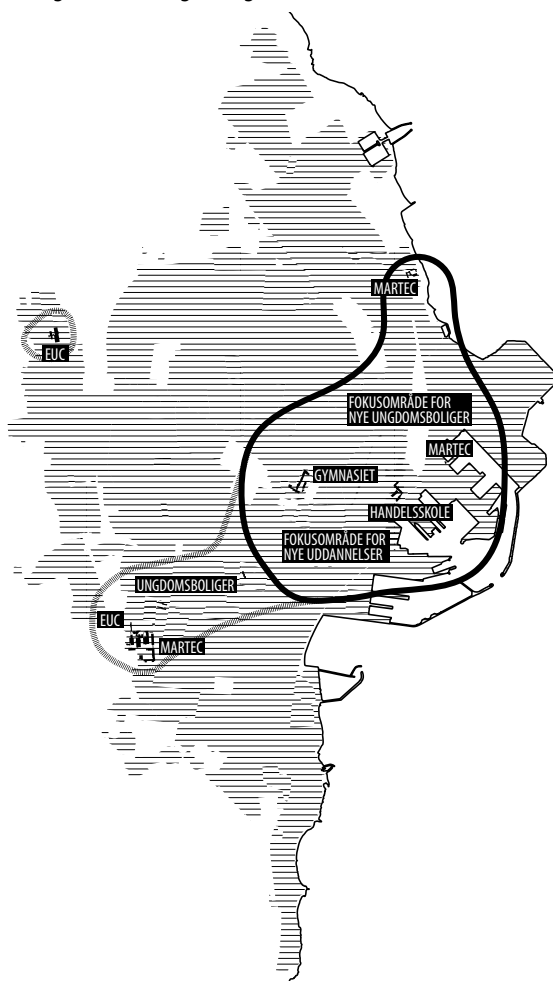 MARTEC
EUC
FOKUSOMRÅDE FOR
NYE UNGDOMSBOLIGER
MARTEC
GYMNASIET
HANDELSSKOLE
FOKUSOMRÅDE FOR
NYE UDDANNELSER
UNGDOMSBOLIGER
EUC
MARTEC